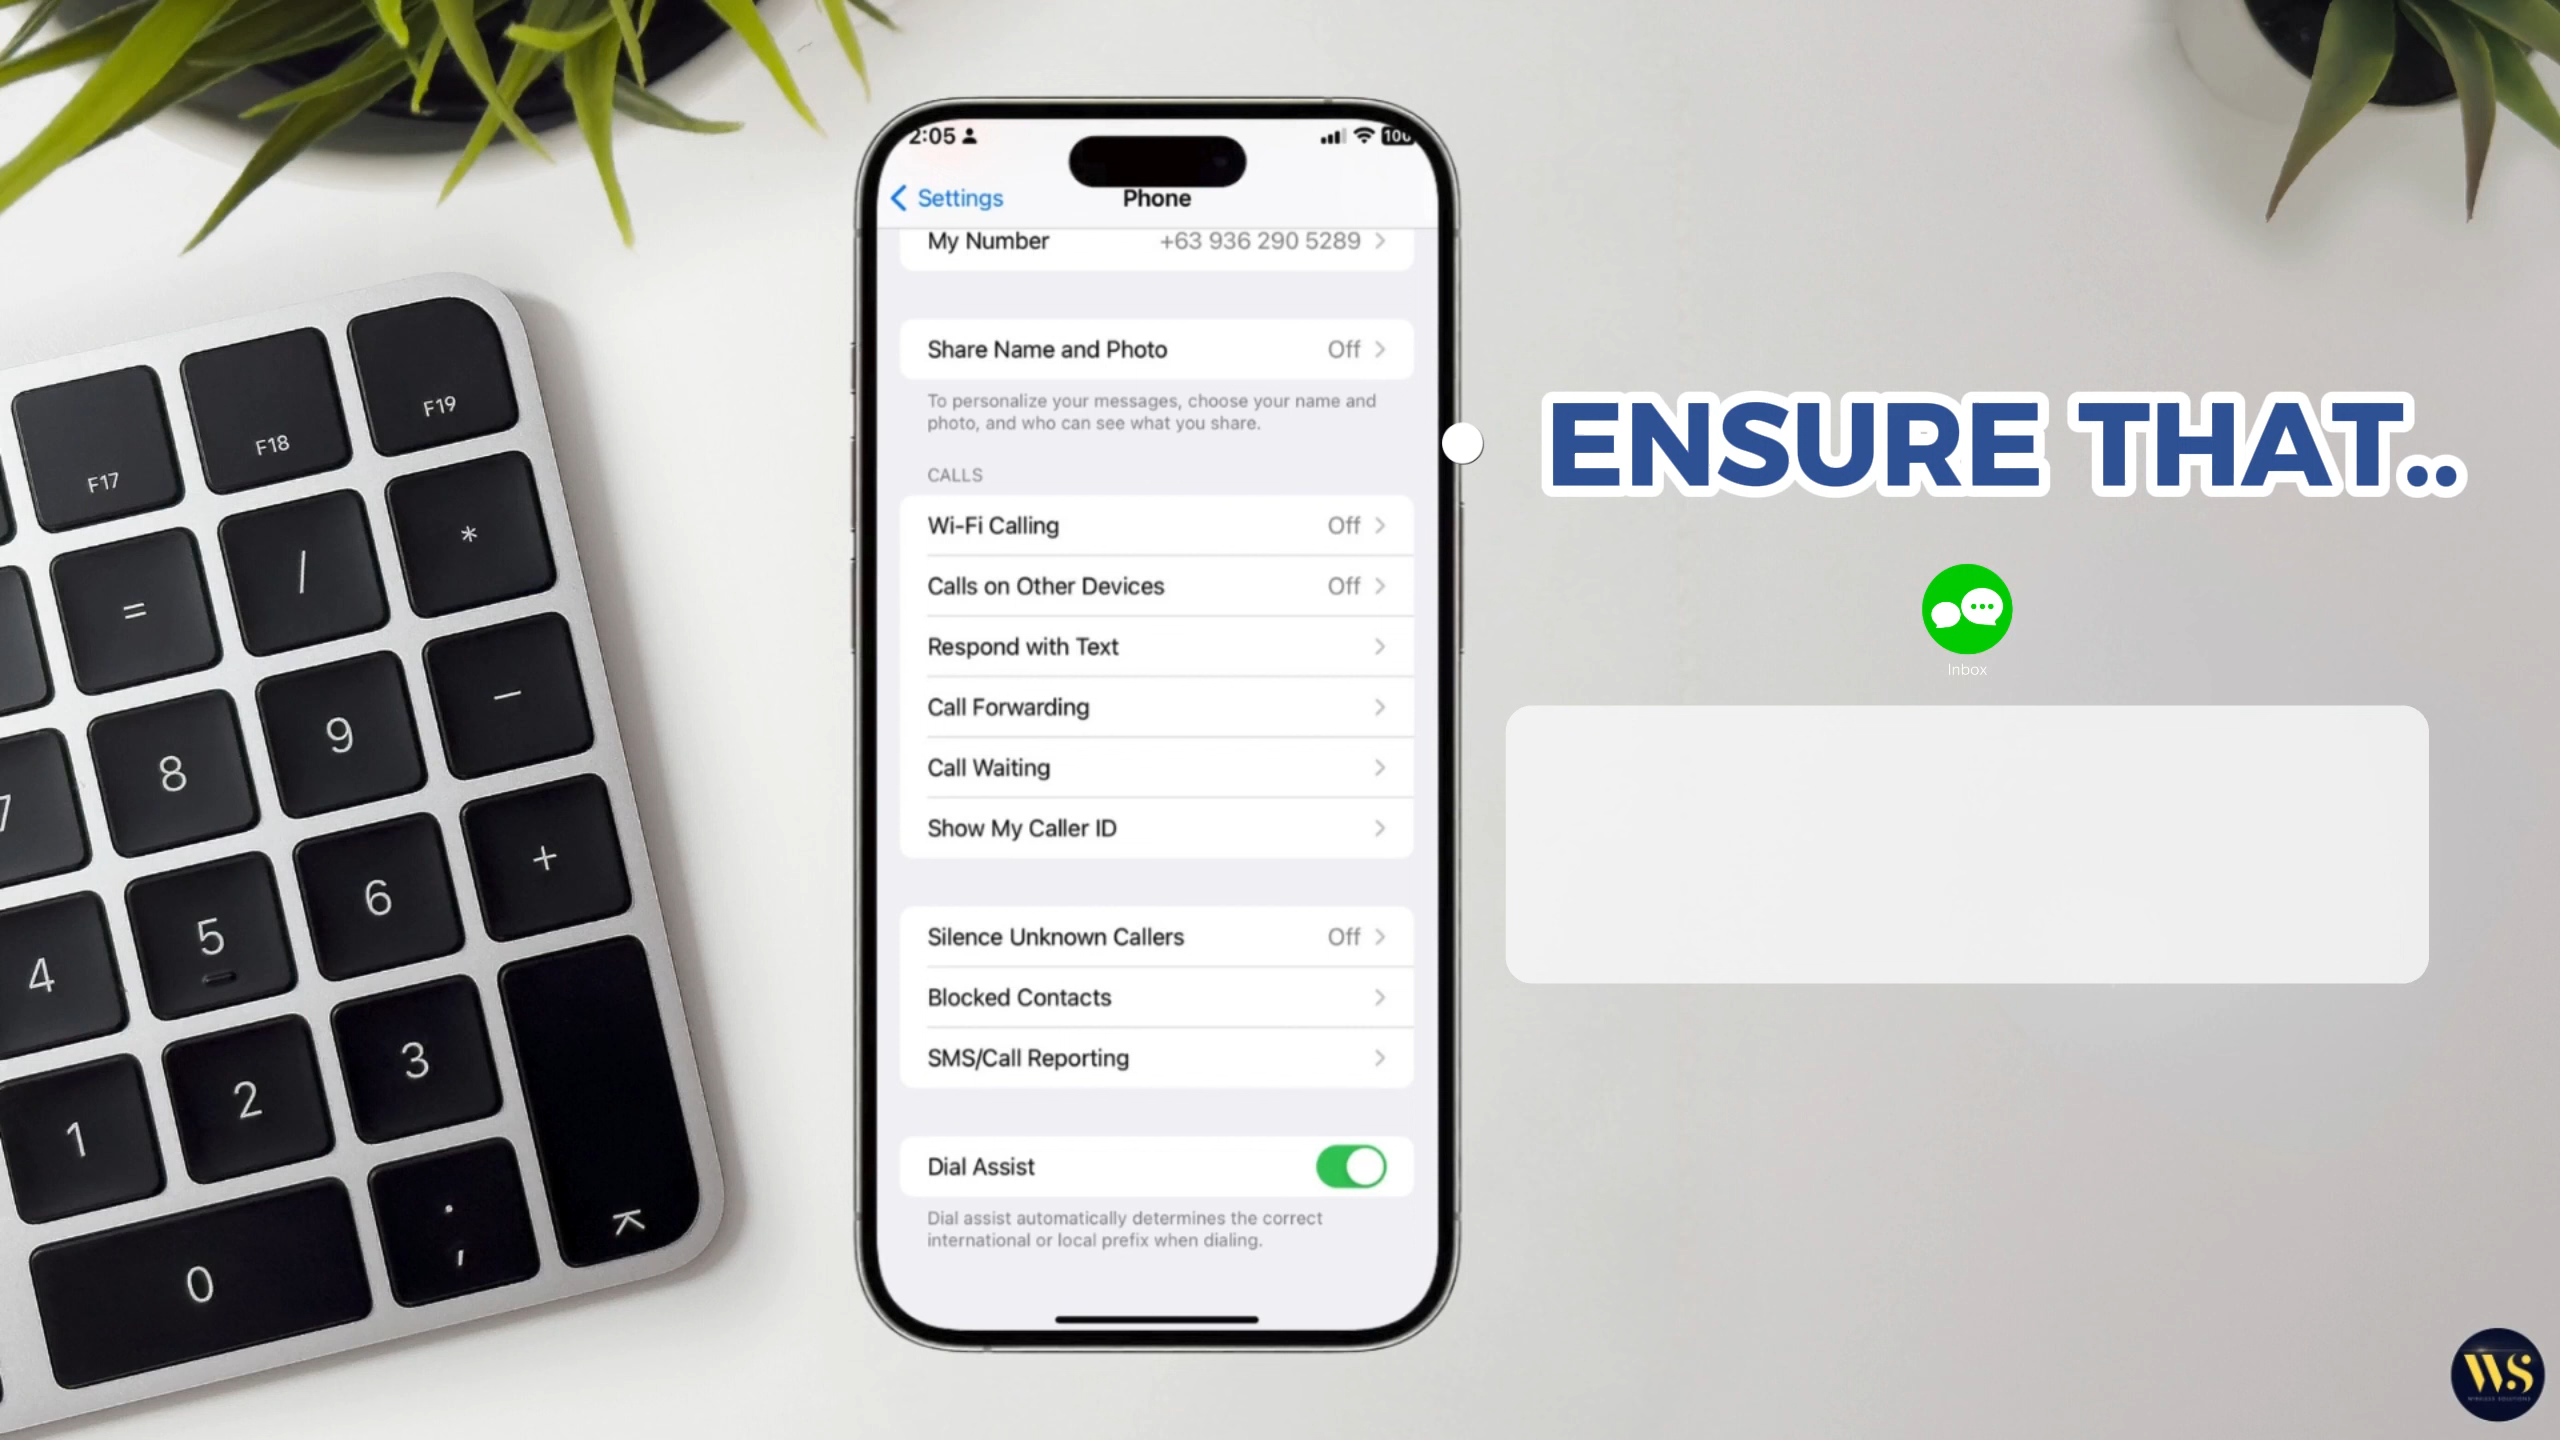 2:05
100
Settings
Phone
My Number +63 936 290 5289
Share Name and Photo Off
To personalize your messages, choose your name and
photo, and who can see what you share.
CALLS
Wi-Fi Calling Off
Calls on Other Devices Off
Respond with Text
Call Forwarding
Call Waiting
Show My Caller ID
Silence Unknown Callers Off
Blocked Contacts
SMS/Call Reporting
Dial Assist
Dial assist automatically determines the correct
international or local prefix when dialing.
ENSURE THAT..
Inbox
F17 F18 F19
= / *
7 8 9 −
4 5 6 +
1 2 3
0 . ,
WS
WIRELESS SOLUTIONS